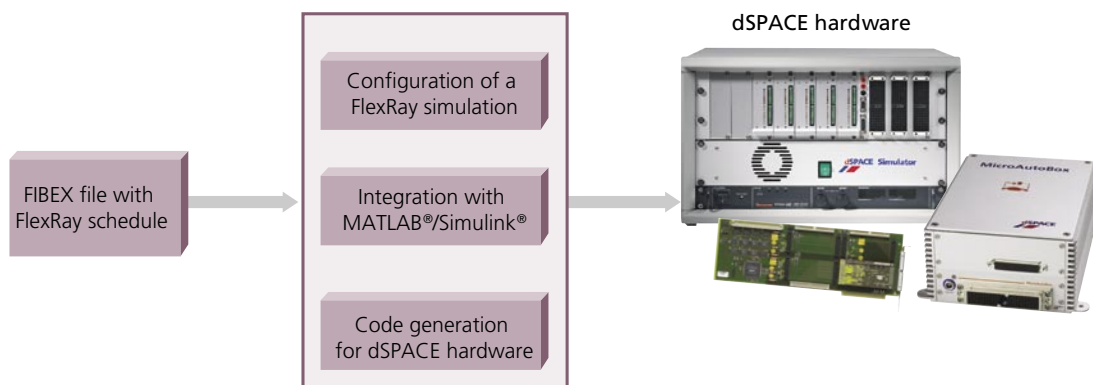 dSPACE hardware
Configuration of a
FlexRay simulation
FIBEX file with
FlexRay schedule
Integration with
MATLAB®/Simulink®
Code generation
for dSPACE hardware
dSPACE Simulator
MicroAutoBox
dSPACE